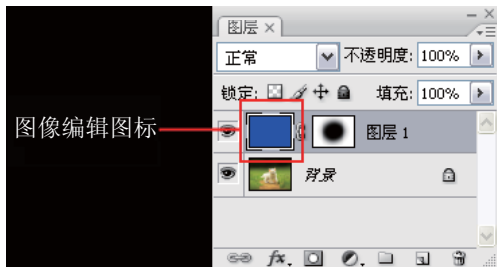 图层 ×
正常 不透明度: 100%
锁定: 填充: 100%
图像编辑图标
图层 1
背景
fx.